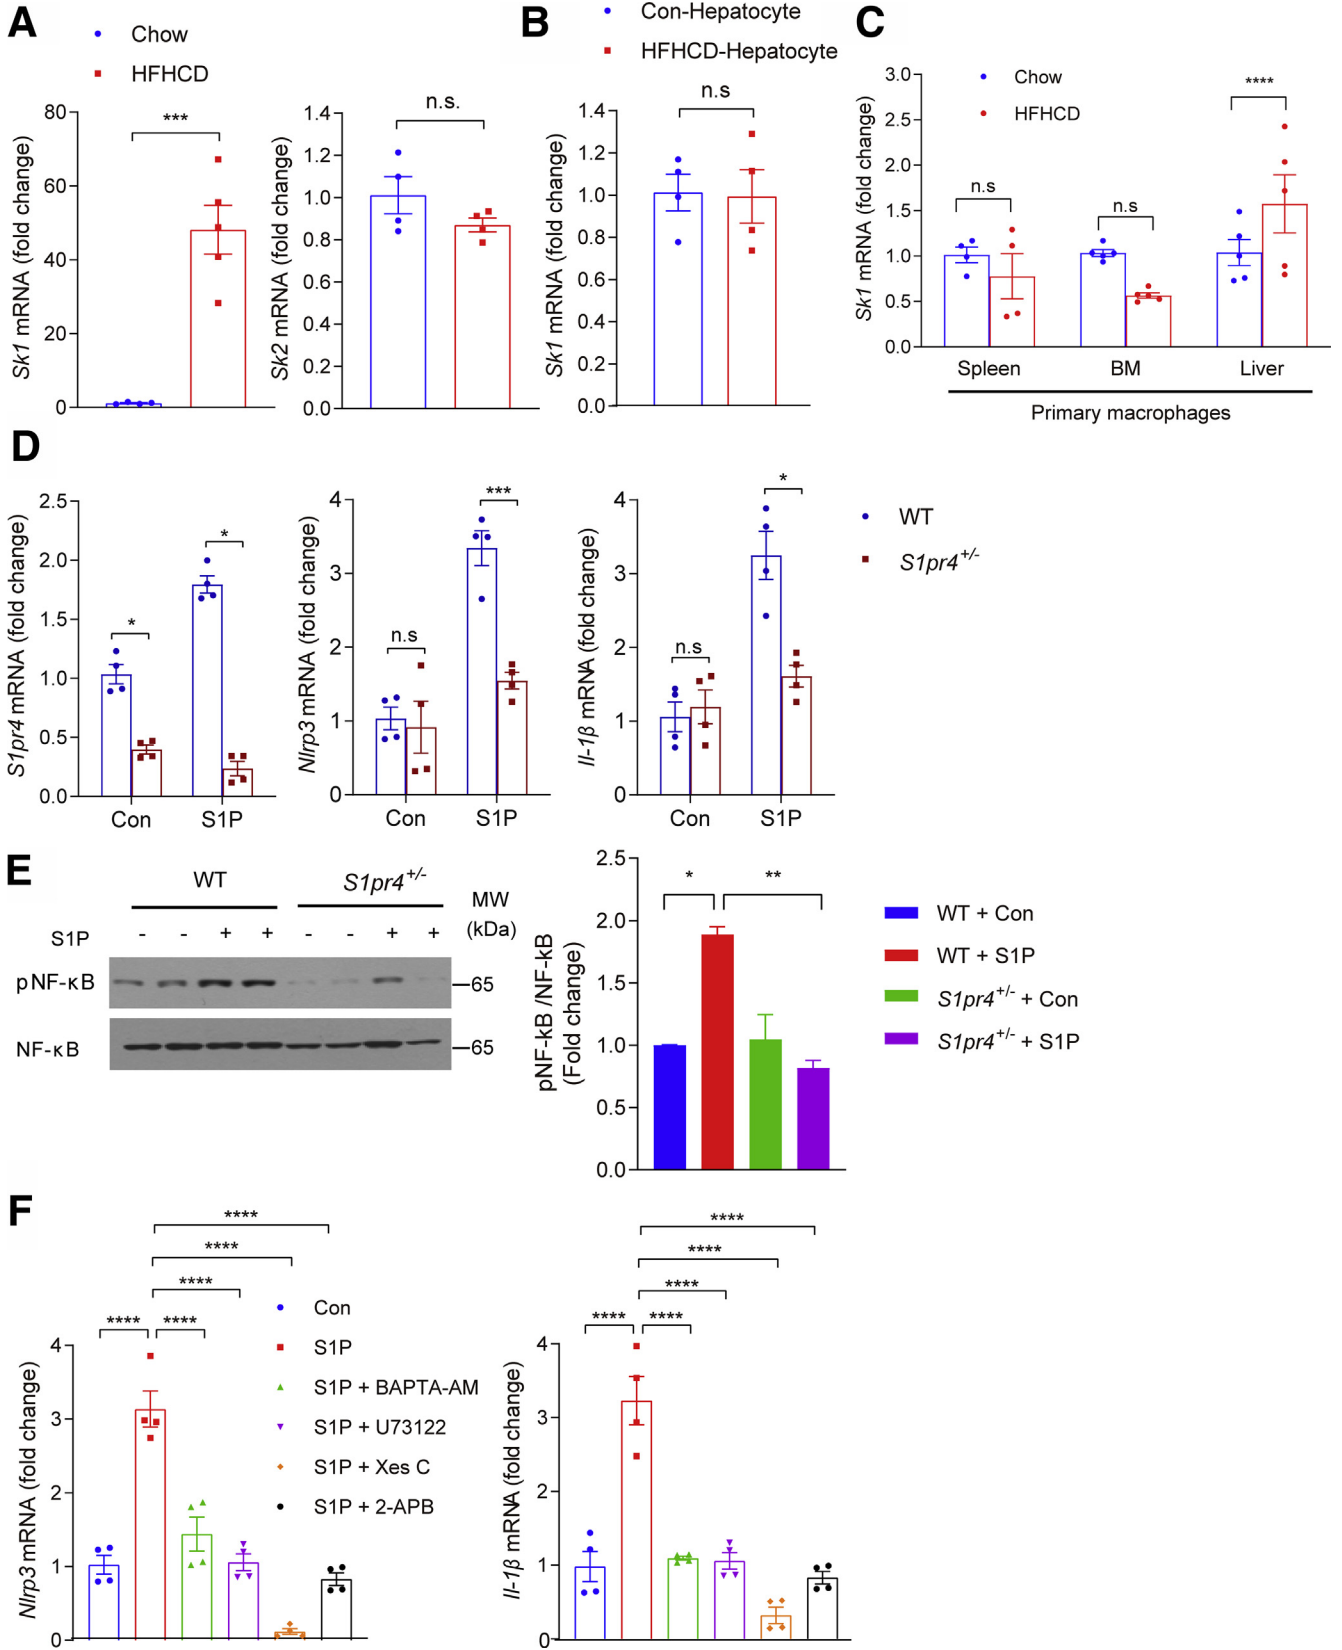 A
Chow
HFHCD
***
Sk1 mRNA (fold change)
80
60
40
20
0
n.s.
Sk2 mRNA (fold change)
1.4
1.2
1.0
0.8
0.6
0.4
0.2
0.0
B
Con-Hepatocyte
HFHCD-Hepatocyte
n.s
Sk1 mRNA (fold change)
1.4
1.2
1.0
0.8
0.6
0.4
0.2
0.0
C
Chow
HFHCD
n.s
n.s
****
Sk1 mRNA (fold change)
3.0
2.5
2.0
1.5
1.0
0.5
0.0
Spleen BM Liver
Primary macrophages
D
S1pr4 mRNA (fold change)
2.5
2.0
1.5
1.0
0.5
0.0
*
*
Con S1P
Nlrp3 mRNA (fold change)
4
3
2
1
0
n.s
***
Con S1P
Il-1β mRNA (fold change)
4
3
2
1
0
n.s
*
Con S1P
WT
S1pr4+/-
E
WT S1pr4+/-
MW
(kDa)
S1P - - + + - - + +
pNF-κB 65
NF-κB 65
pNF-kB /NF-kB
(Fold change)
2.5
2.0
1.5
1.0
0.5
0.0
* **
WT + Con
WT + S1P
S1pr4+/- + Con
S1pr4+/- + S1P
F
****
****
****
**** ****
Nlrp3 mRNA (fold change)
4
3
2
1
0
Con
S1P
S1P + BAPTA-AM
S1P + U73122
S1P + Xes C
S1P + 2-APB
****
****
****
**** ****
Il-1β mRNA (fold change)
4
3
2
1
0